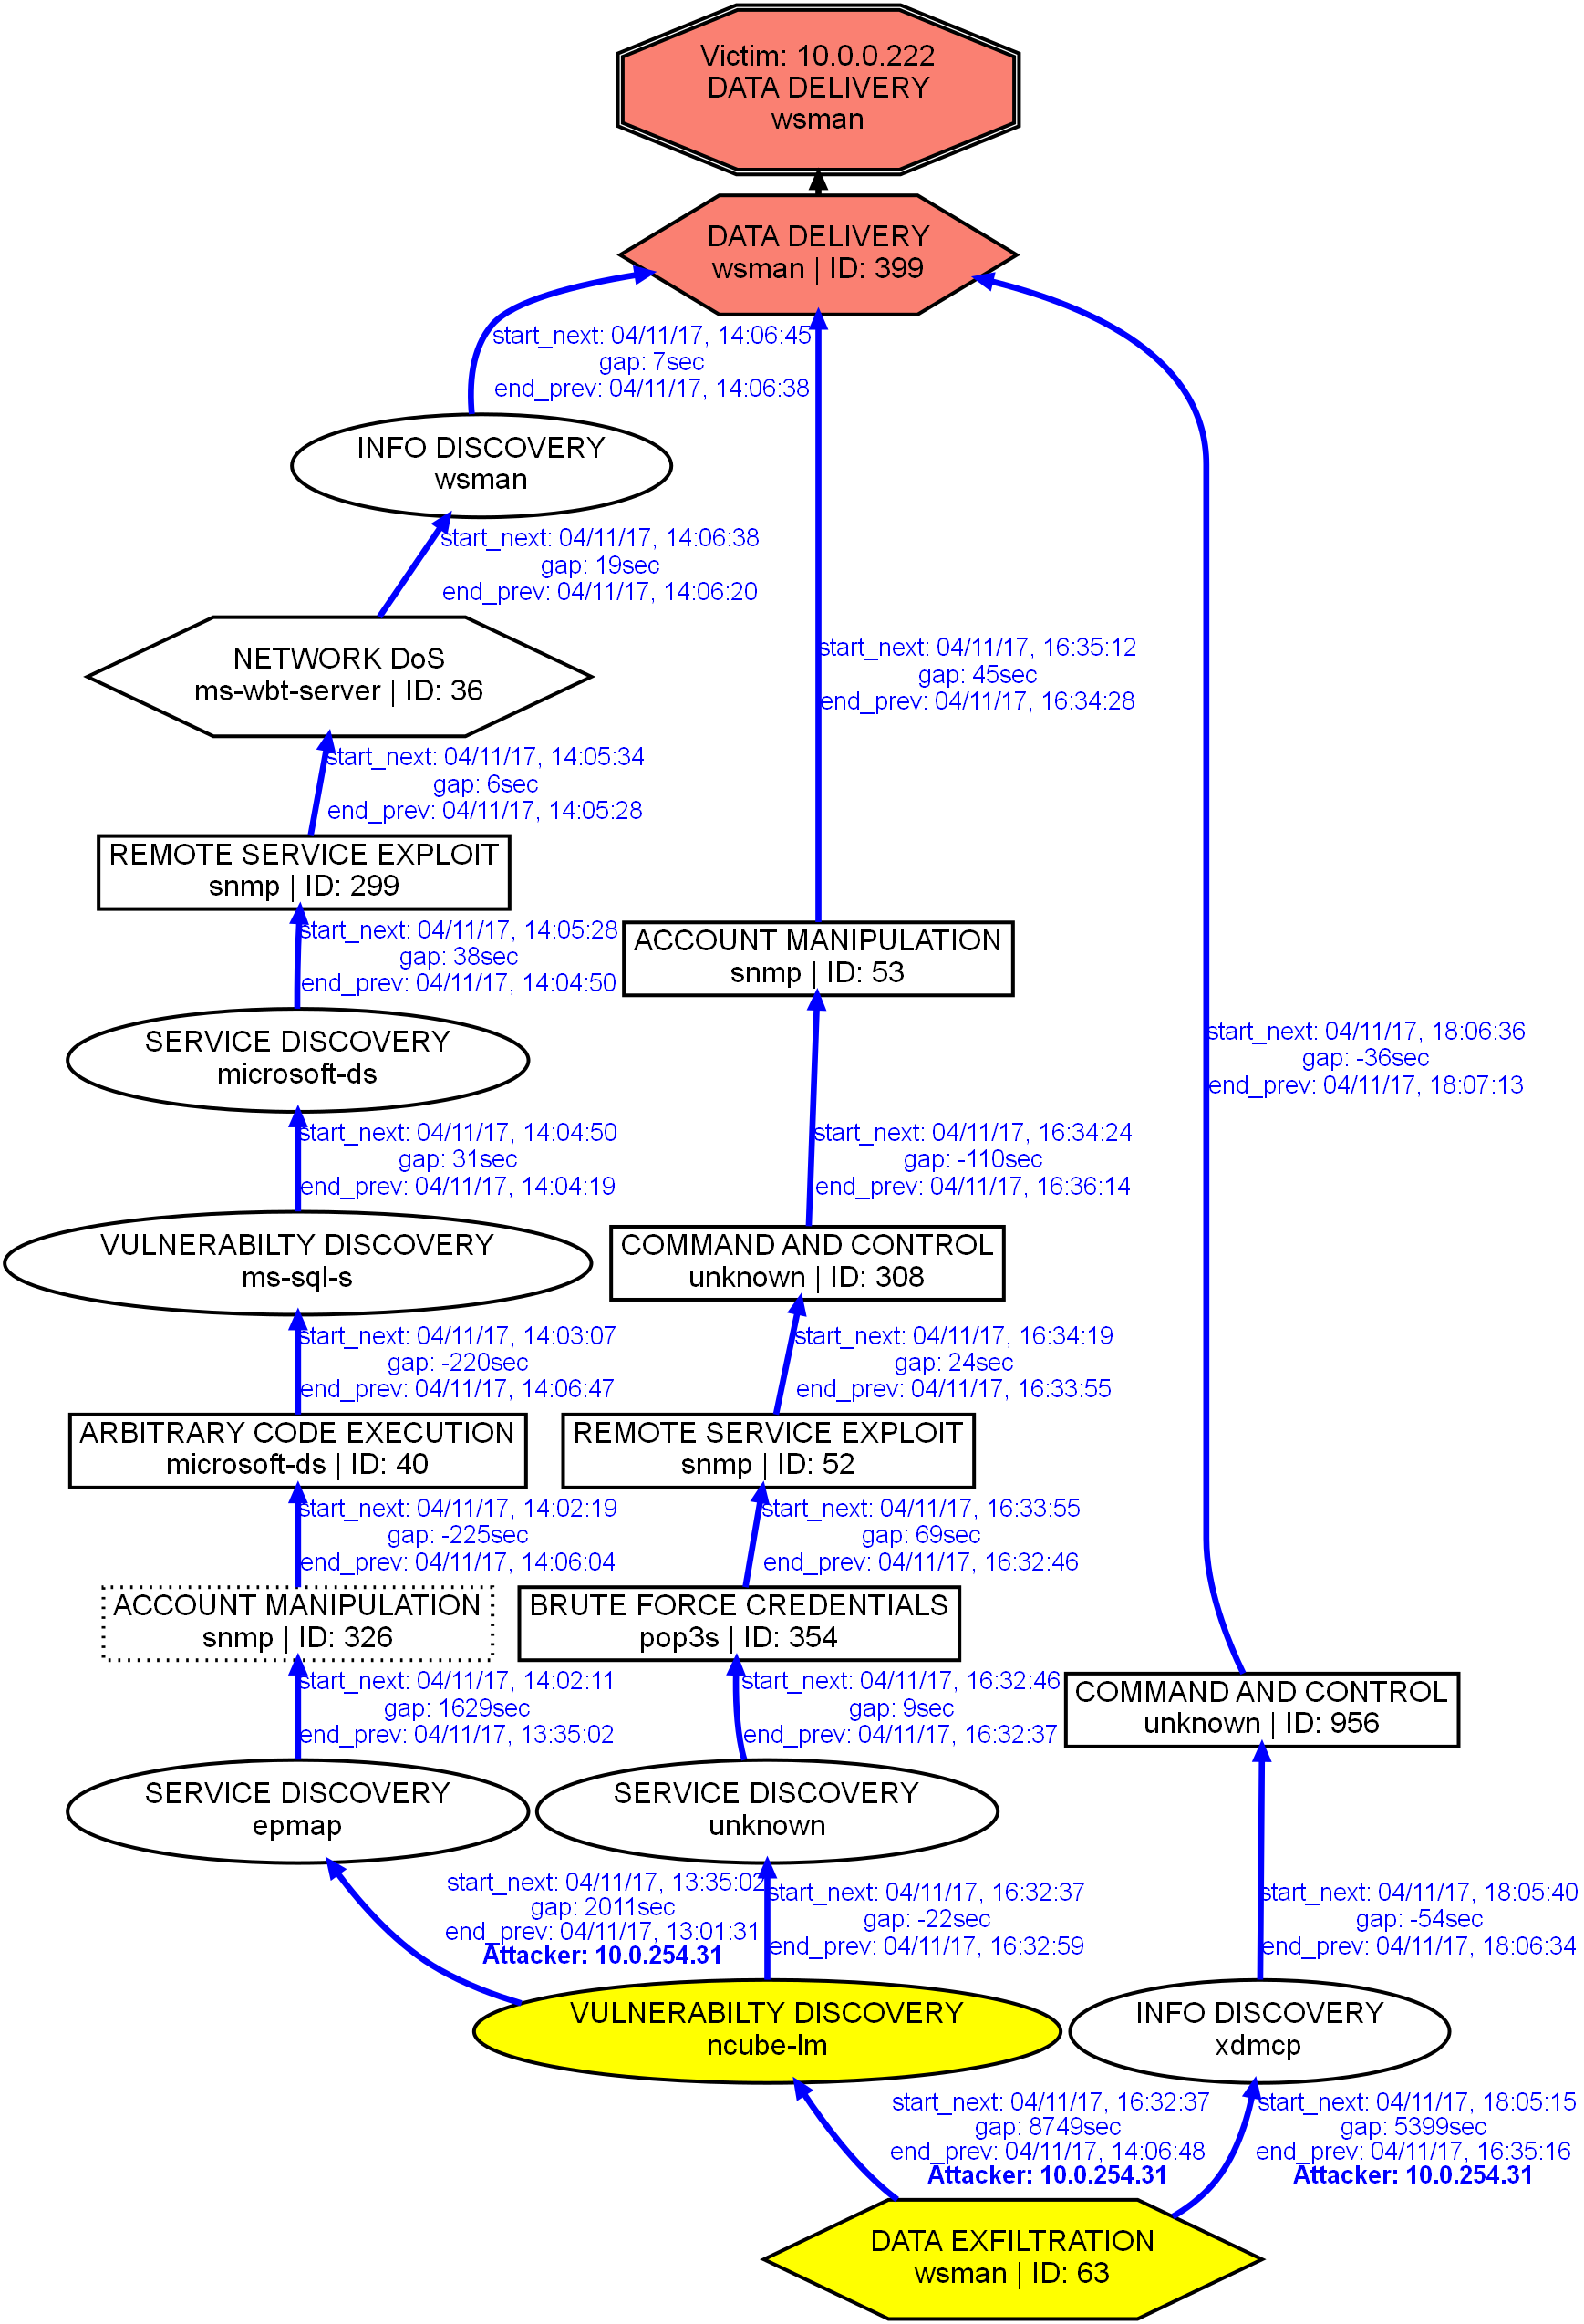 Victim: 10.0.0.222
DATA DELIVERY
wsman
DATA DELIVERY
wsman | ID: 399
start_next: 04/11/17, 14:06:45
gap: 7sec
end_prev: 04/11/17, 14:06:38
INFO DISCOVERY
wsman
start_next: 04/11/17, 14:06:38
gap: 19sec
end_prev: 04/11/17, 14:06:20
NETWORK DoS
ms-wbt-server | ID: 36
start_next: 04/11/17, 16:35:12
gap: 45sec
end_prev: 04/11/17, 16:34:28
start_next: 04/11/17, 14:05:34
gap: 6sec
end_prev: 04/11/17, 14:05:28
REMOTE SERVICE EXPLOIT
snmp | ID: 299
start_next: 04/11/17, 14:05:28
gap: 38sec
end_prev: 04/11/17, 14:04:50
ACCOUNT MANIPULATION
snmp | ID: 53
SERVICE DISCOVERY
microsoft-ds
start_next: 04/11/17, 18:06:36
gap: -36sec
end_prev: 04/11/17, 18:07:13
start_next: 04/11/17, 14:04:50
gap: 31sec
end_prev: 04/11/17, 14:04:19
start_next: 04/11/17, 16:34:24
gap: -110sec
end_prev: 04/11/17, 16:36:14
VULNERABILTY DISCOVERY
ms-sql-s
COMMAND AND CONTROL
unknown | ID: 308
start_next: 04/11/17, 14:03:07
gap: -220sec
end_prev: 04/11/17, 14:06:47
start_next: 04/11/17, 16:34:19
gap: 24sec
end_prev: 04/11/17, 16:33:55
ARBITRARY CODE EXECUTION
microsoft-ds | ID: 40
REMOTE SERVICE EXPLOIT
snmp | ID: 52
start_next: 04/11/17, 14:02:19
gap: -225sec
end_prev: 04/11/17, 14:06:04
start_next: 04/11/17, 16:33:55
gap: 69sec
end_prev: 04/11/17, 16:32:46
ACCOUNT MANIPULATION
snmp | ID: 326
BRUTE FORCE CREDENTIALS
pop3s | ID: 354
start_next: 04/11/17, 14:02:11
gap: 1629sec
end_prev: 04/11/17, 13:35:02
start_next: 04/11/17, 16:32:46
gap: 9sec
end_prev: 04/11/17, 16:32:37
COMMAND AND CONTROL
unknown | ID: 956
SERVICE DISCOVERY
epmap
SERVICE DISCOVERY
unknown
start_next: 04/11/17, 13:35:02
gap: 2011sec
end_prev: 04/11/17, 13:01:31
Attacker: 10.0.254.31
start_next: 04/11/17, 16:32:37
gap: -22sec
end_prev: 04/11/17, 16:32:59
start_next: 04/11/17, 18:05:40
gap: -54sec
end_prev: 04/11/17, 18:06:34
VULNERABILTY DISCOVERY
ncube-lm
INFO DISCOVERY
xdmcp
start_next: 04/11/17, 16:32:37
gap: 8749sec
end_prev: 04/11/17, 14:06:48
Attacker: 10.0.254.31
start_next: 04/11/17, 18:05:15
gap: 5399sec
end_prev: 04/11/17, 16:35:16
Attacker: 10.0.254.31
DATA EXFILTRATION
wsman | ID: 63